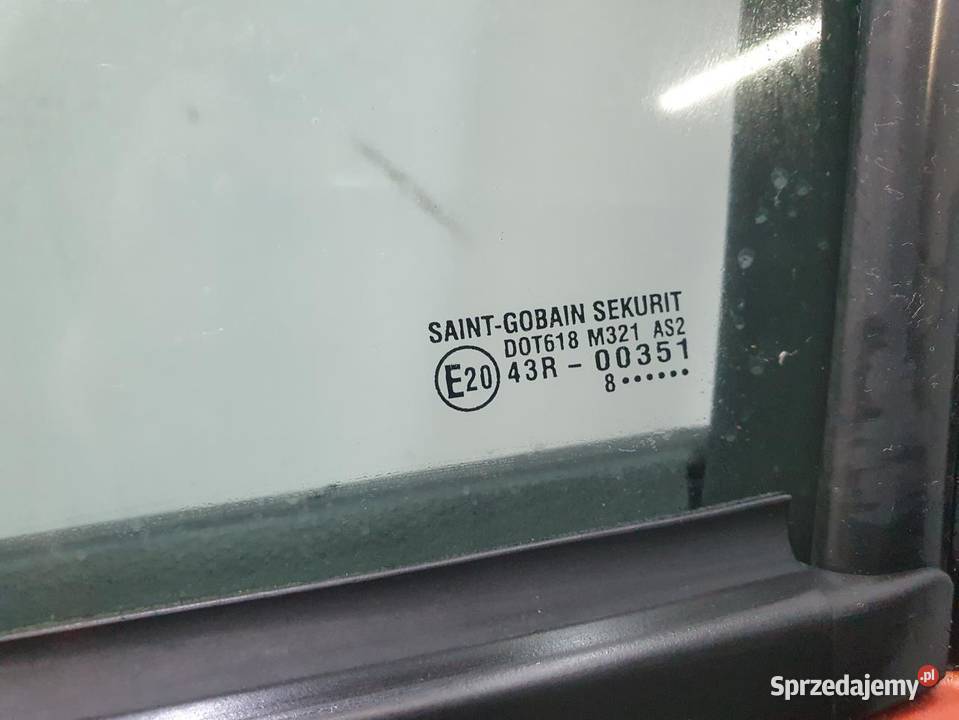 SAINT-GOBAIN SEKURIT
DOT618 M321 AS2
E20 43R - 00351
8••••••
Sprzedajemy.pl